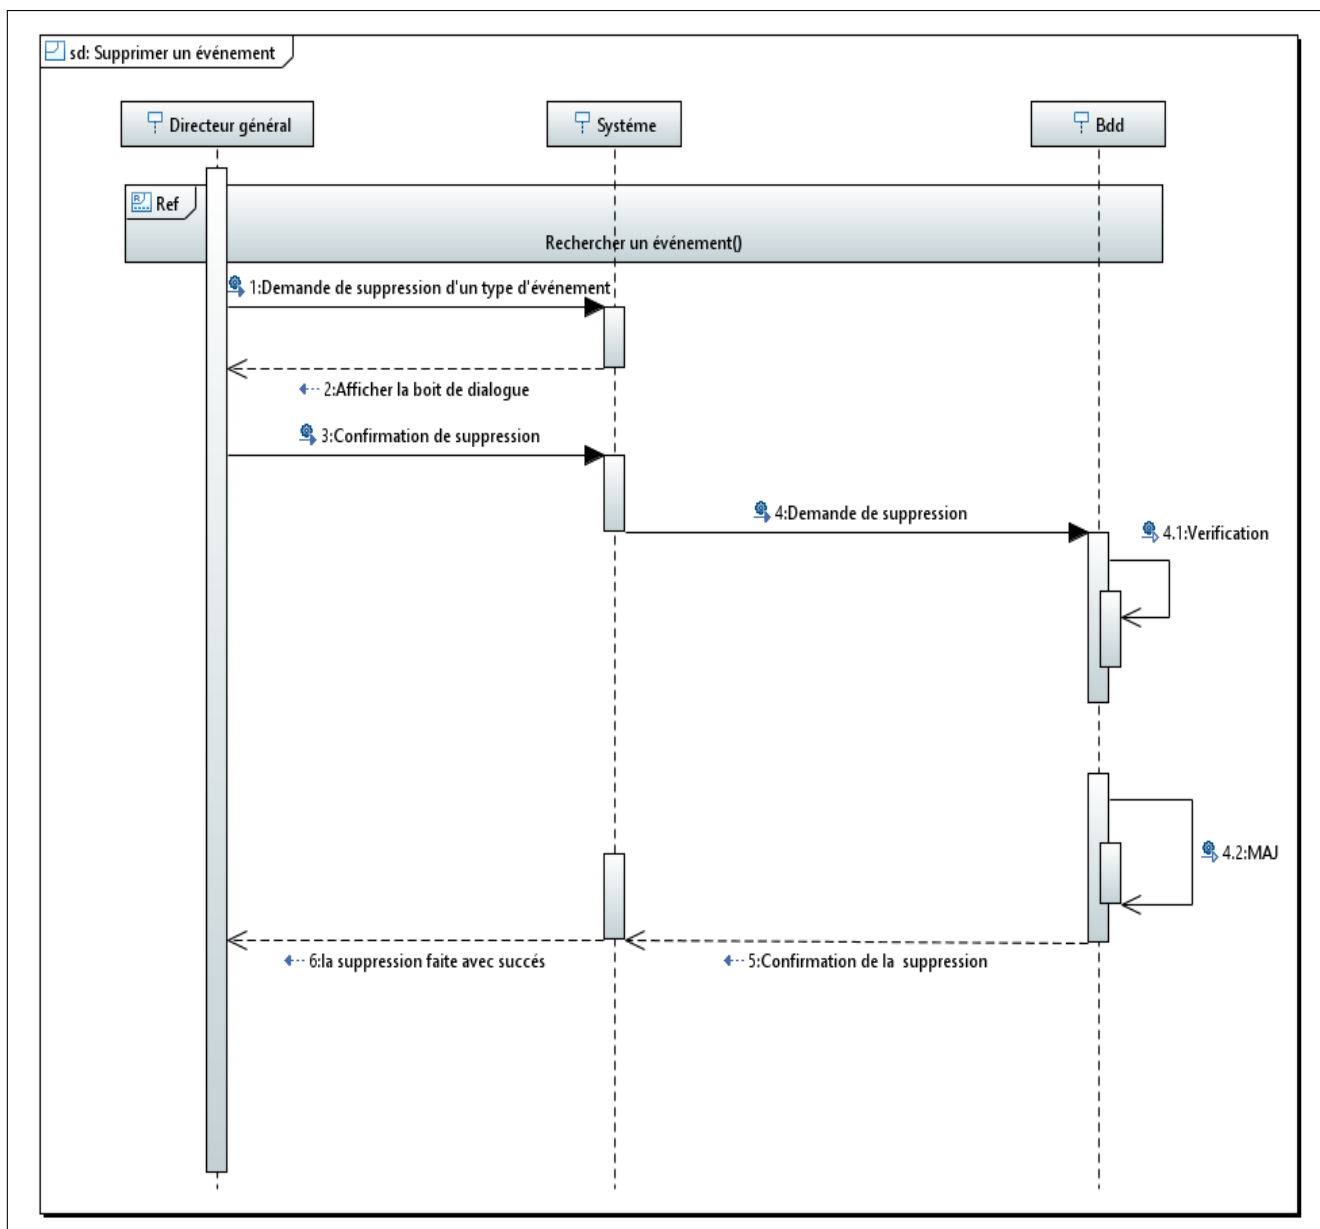 sd: Supprimer un événement
Directeur général
Systéme
Bdd
Ref
Rechercher un événement()
1:Demande de suppression d'un type d'événement
2:Afficher la boit de dialogue
3:Confirmation de suppression
4:Demande de suppression
4.1:Verification
4.2:MAJ
5:Confirmation de la  suppression
6:la suppression faite avec succés